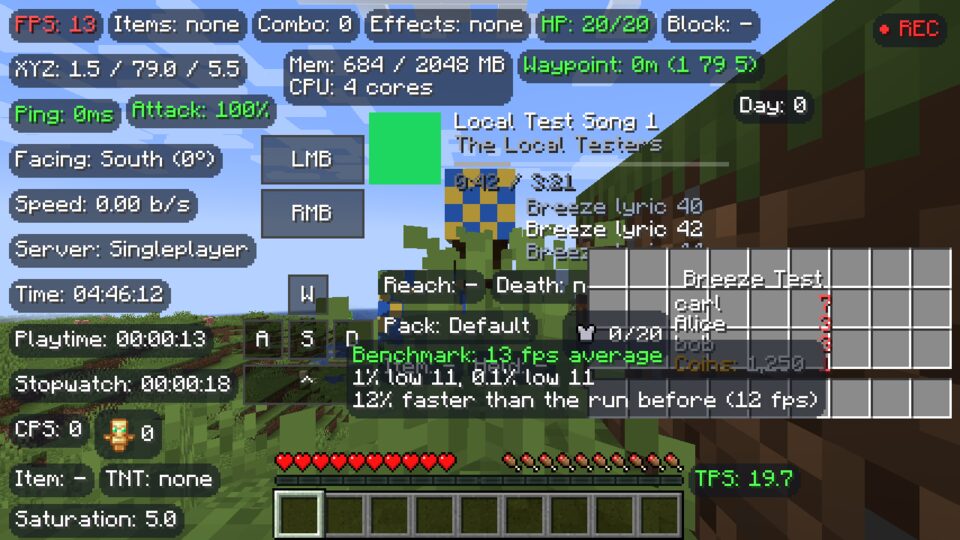 FPS: 13
Items: none
Combo: 0
Effects: none
HP: 20/20
Block: -
REC
XYZ: 1.5 / 79.0 / 5.5
Mem: 684 / 2048 MB
CPU: 4 cores
Waypoint: 0m (1 79 5)
Ping: 0ms
Attack: 100%
Day: 0
Local Test Song 1
The Local Testers
Facing: South (0°)
LMB
0:42 / 3:21
Speed: 0.00 b/s
RMB
Breeze lyric 40
Breeze lyric 42
Server: Singleplayer
Breeze lyric 44
Breeze Test
Time: 04:46:12
W
Reach: -
Death: n
carl 7
Alice 3
Playtime: 00:00:13
A
S
D
Pack: Default
0/20
bob
Benchmark: 13 fps average
Coins: 1,250 1
Stopwatch: 00:00:18
^
1% low 11, 0.1% low 11
12% faster than the run before (12 fps)
CPS: 0
0
Item: -
TNT: none
TPS: 19.7
Saturation: 5.0